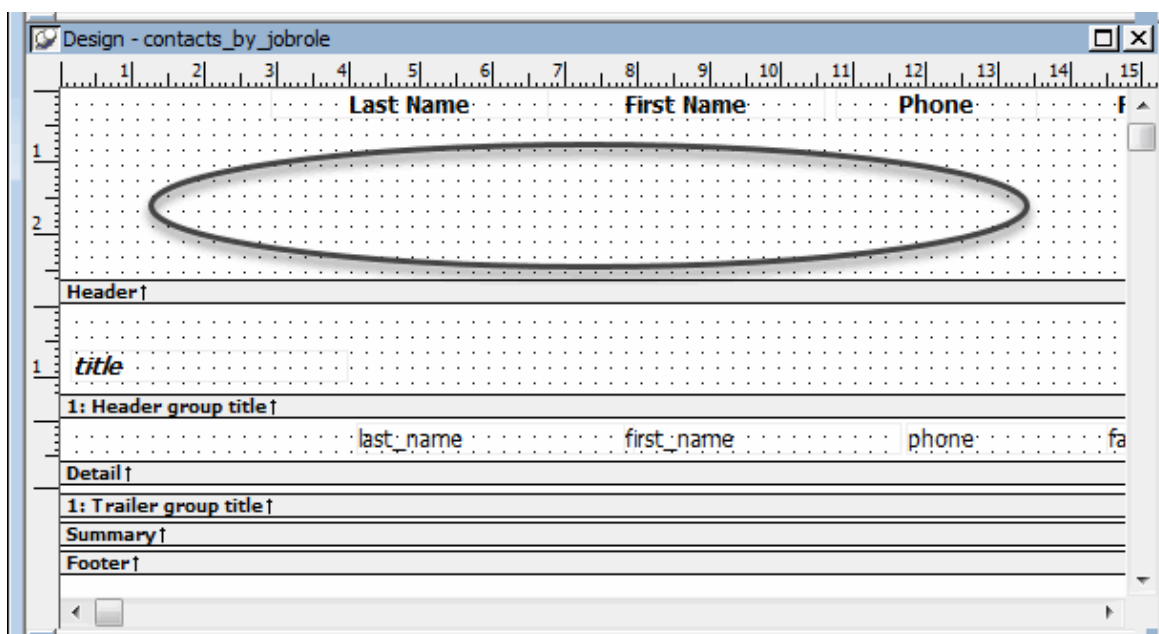 Design - contacts_by_jobrole
1 2 3 4 5 6 7 8 9 10 11 12 13 14 15
Last Name First Name Phone F
1
2
Header↑
1 title
1: Header group title↑
last_name first_name phone fa
Detail↑
1: Trailer group title↑
Summary↑
Footer↑